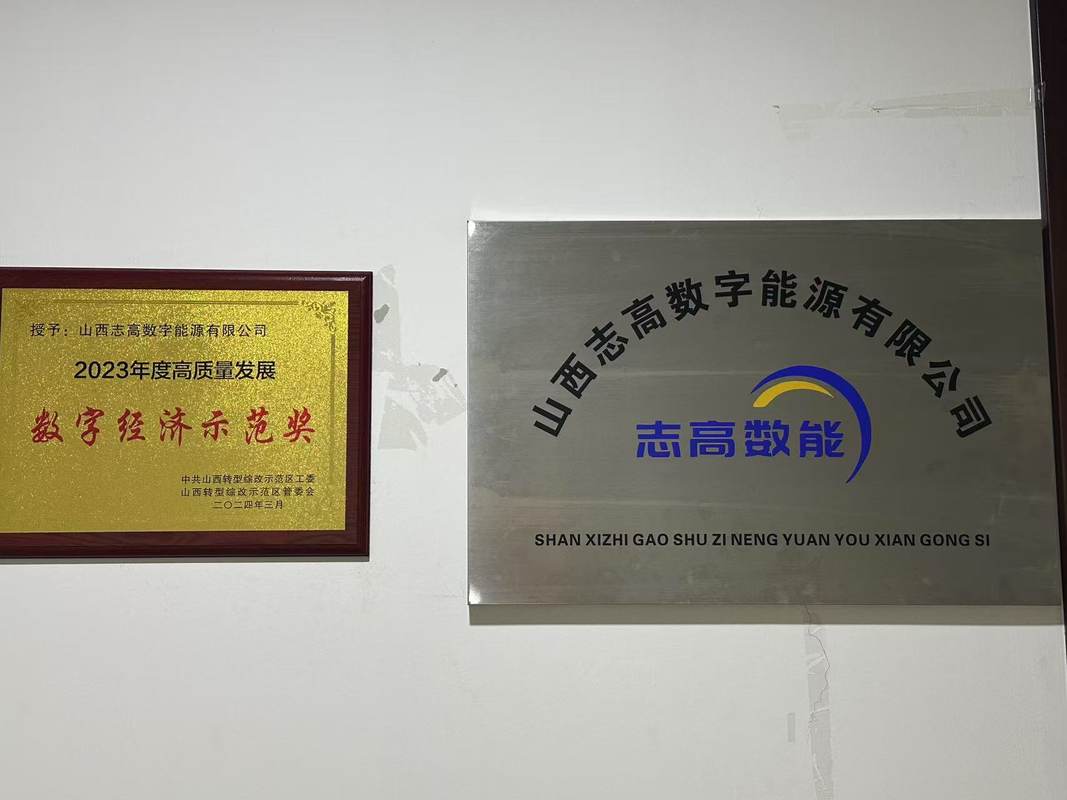 授予：山西志高数字能源有限公司
2023年度高质量发展
数字经济示范奖
中共山西转型综改示范区工委
山西转型综改示范区管委会
二〇二四年三月
山西志高数字能源有限公司
志高数能
SHAN XIZHI GAO SHU ZI NENG YUAN YOU XIAN GONG SI